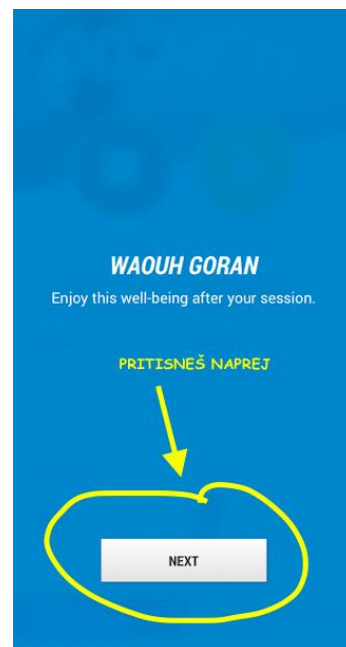 WAOUH GORAN
Enjoy this well-being after your session.
PRITISNEŠ NAPREJ
NEXT